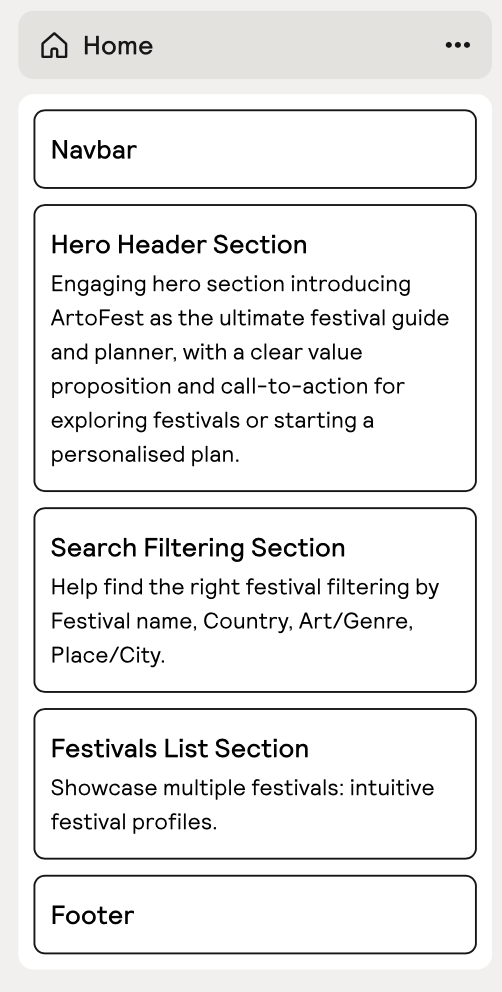 Home
Navbar
Hero Header Section
Engaging hero section introducing
ArtoFest as the ultimate festival guide
and planner, with a clear value
proposition and call-to-action for
exploring festivals or starting a
personalised plan.
Search Filtering Section
Help find the right festival filtering by
Festival name, Country, Art/Genre,
Place/City.
Festivals List Section
Showcase multiple festivals: intuitive
festival profiles.
Footer